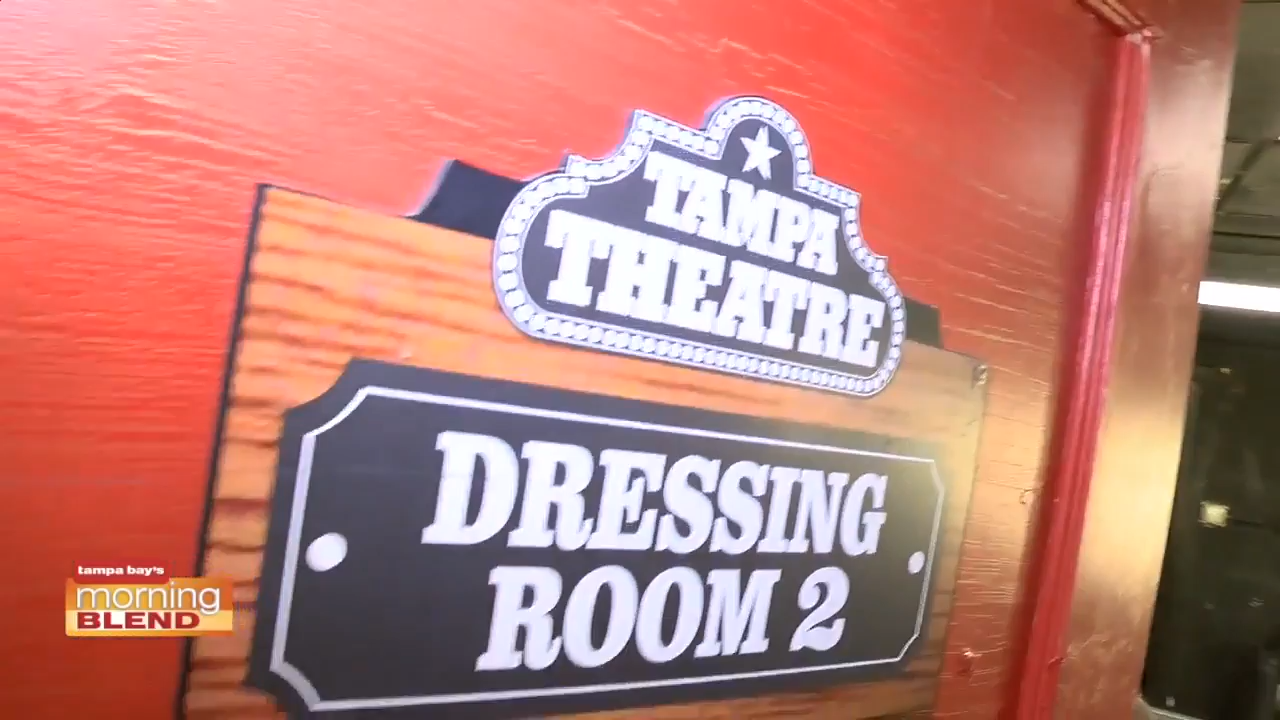 TAMPA
THEATRE
DRESSING
ROOM 2
tampa bay's
morning
BLEND